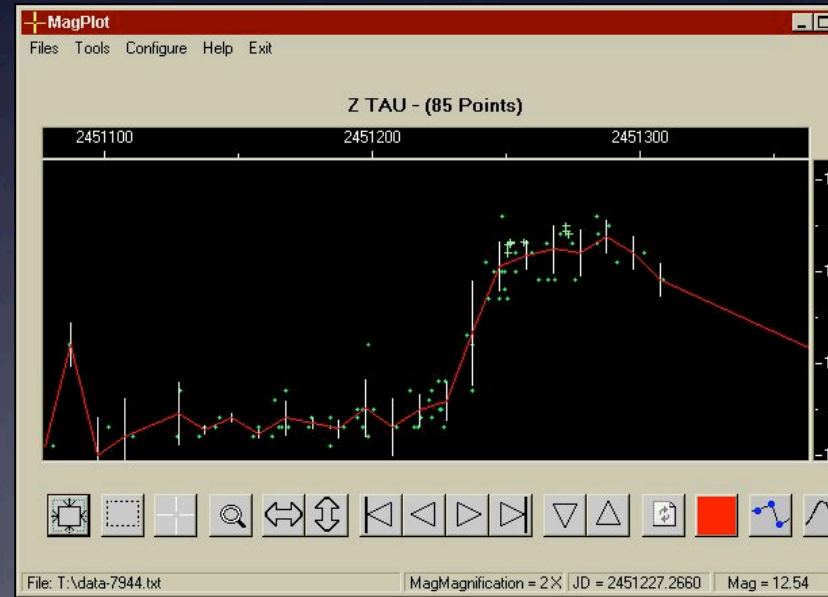 MagPlot
Files Tools Configure Help Exit
Z TAU - (85 Points)
2451100 2451200 2451300
File: T:\data-7944.txt MagMagnification = 2X JD = 2451227.2660 Mag = 12.54